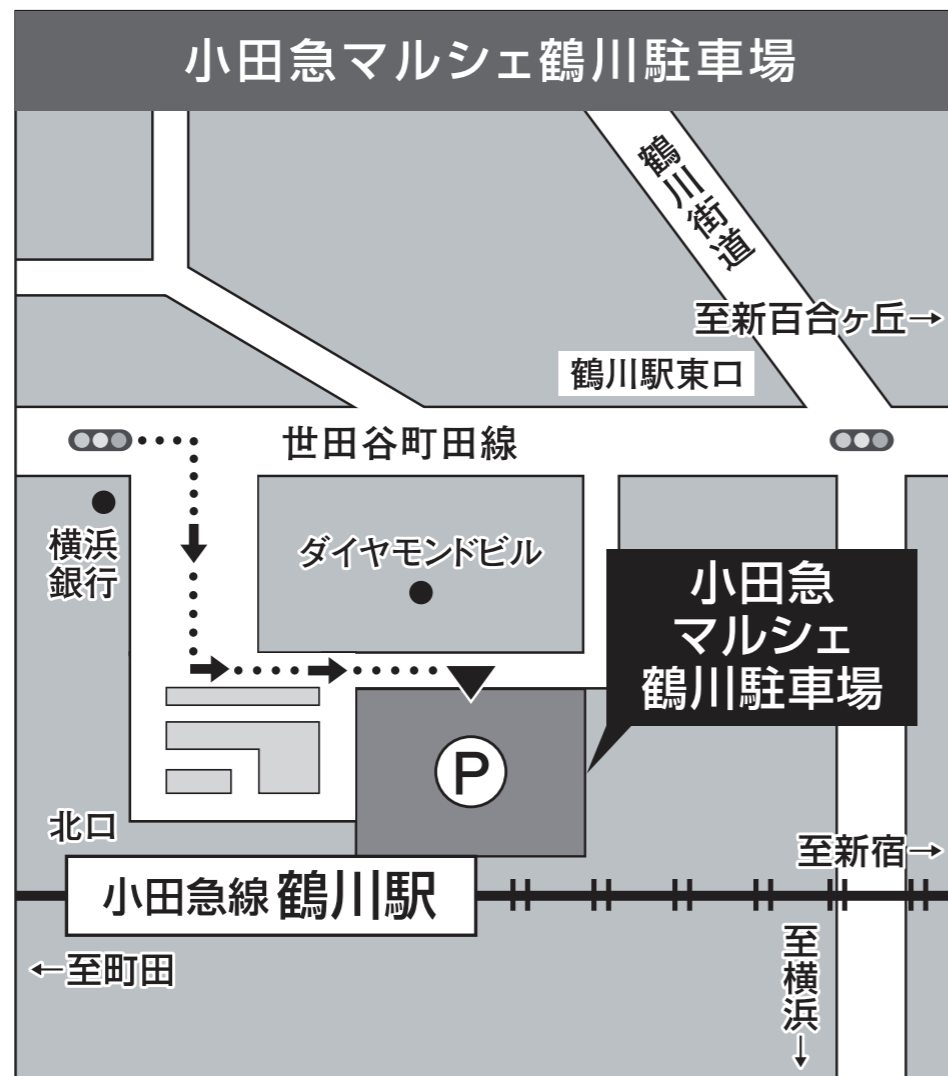 小田急マルシェ鶴川駐車場
鶴川街道
至新百合ヶ丘→
鶴川駅東口
世田谷町田線
横浜
銀行
ダイヤモンドビル
小田急
マルシェ
鶴川駐車場
P
北口
至新宿→
小田急線 鶴川駅
←至町田
至横浜→